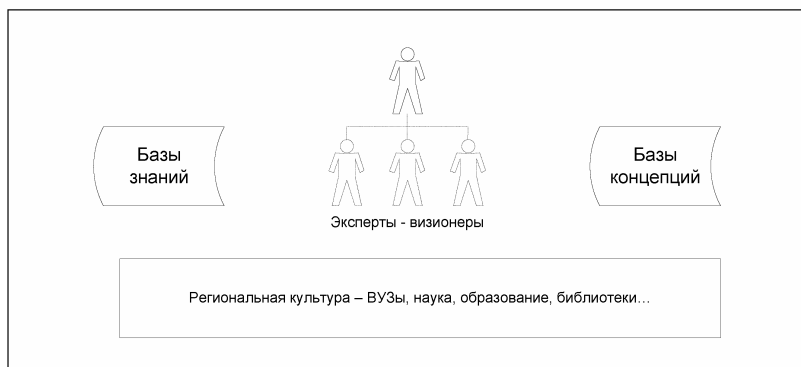 Базы
знаний
Базы
концепций
Эксперты - визионеры
Региональная культура – ВУЗы, наука, образование, библиотеки...